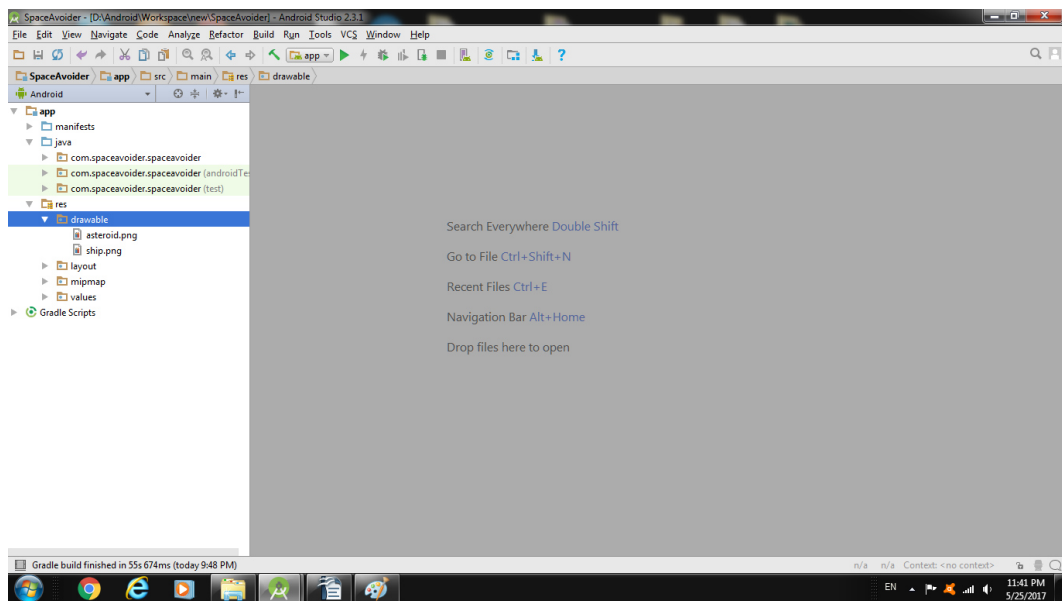 SpaceAvoider - [D:\Android\Workspace\new\SpaceAvoider] - Android Studio 2.3.1
File Edit View Navigate Code Analyze Refactor Build Run Tools VCS Window Help
app
SpaceAvoider app src main res drawable
Android
app
manifests
java
com.spaceavoider.spaceavoider
com.spaceavoider.spaceavoider (androidTe
com.spaceavoider.spaceavoider (test)
res
drawable
asteroid.png
ship.png
layout
mipmap
values
Gradle Scripts
Search Everywhere Double Shift
Go to File Ctrl+Shift+N
Recent Files Ctrl+E
Navigation Bar Alt+Home
Drop files here to open
Gradle build finished in 55s 674ms (today 9:48 PM)
n/a n/a Context: <no context>
EN
11:41 PM
5/25/2017